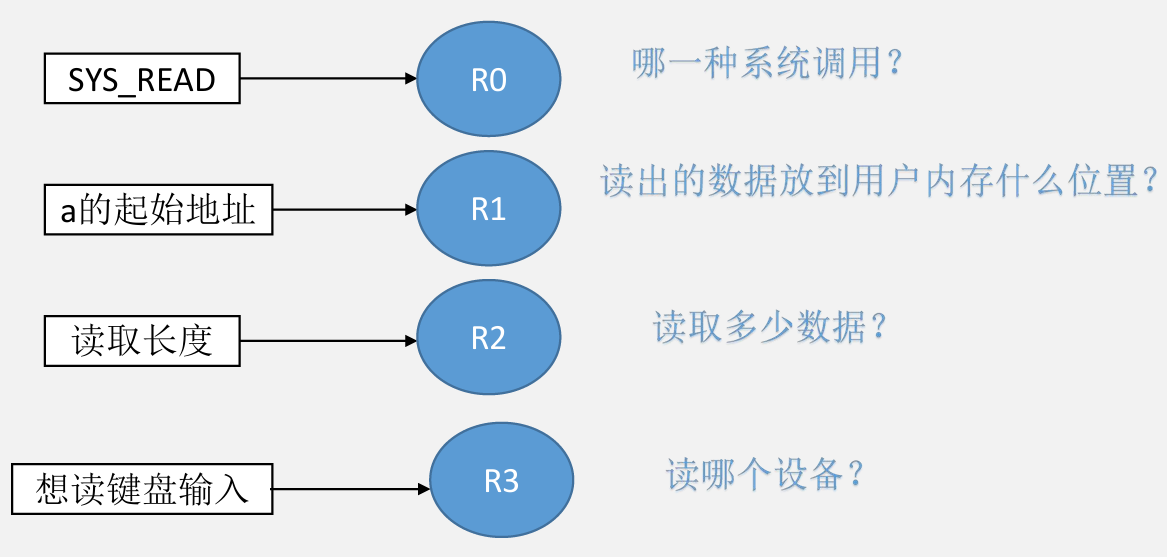 SYS_READ
R0
哪一种系统调用？
a的起始地址
R1
读出的数据放到用户内存什么位置？
读取长度
R2
读取多少数据？
想读键盘输入
R3
读哪个设备？